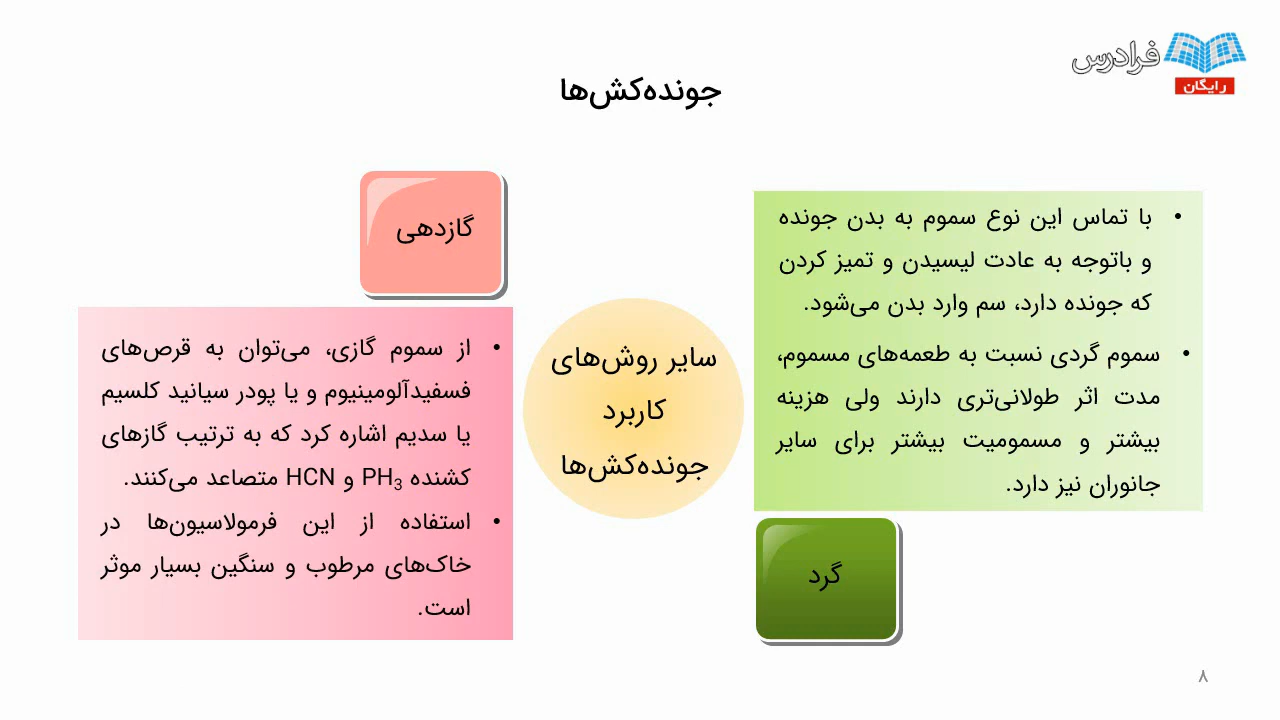 فرادرس
رایگان
جونده‌کش‌ها
با تماس این نوع سموم به بدن جونده
و باتوجه به عادت لیسیدن و تمیز کردن
که جونده دارد، سم وارد بدن می‌شود.
سموم گردی نسبت به طعمه‌های مسموم،
مدت اثر طولانی‌تری دارند ولی هزینه
بیشتر و مسمومیت بیشتر برای سایر
جانوران نیز دارد.
گرد
سایر روش‌های
کاربرد
جونده‌کش‌ها
گازدهی
از سموم گازی، می‌توان به قرص‌های
فسفیدآلومینیوم و یا پودر سیانید کلسیم
یا سدیم اشاره کرد که به ترتیب گازهای
کشنده PH₃ و HCN متصاعد می‌کنند.
استفاده از این فرمولاسیون‌ها در
خاک‌های مرطوب و سنگین بسیار موثر
است.
۸